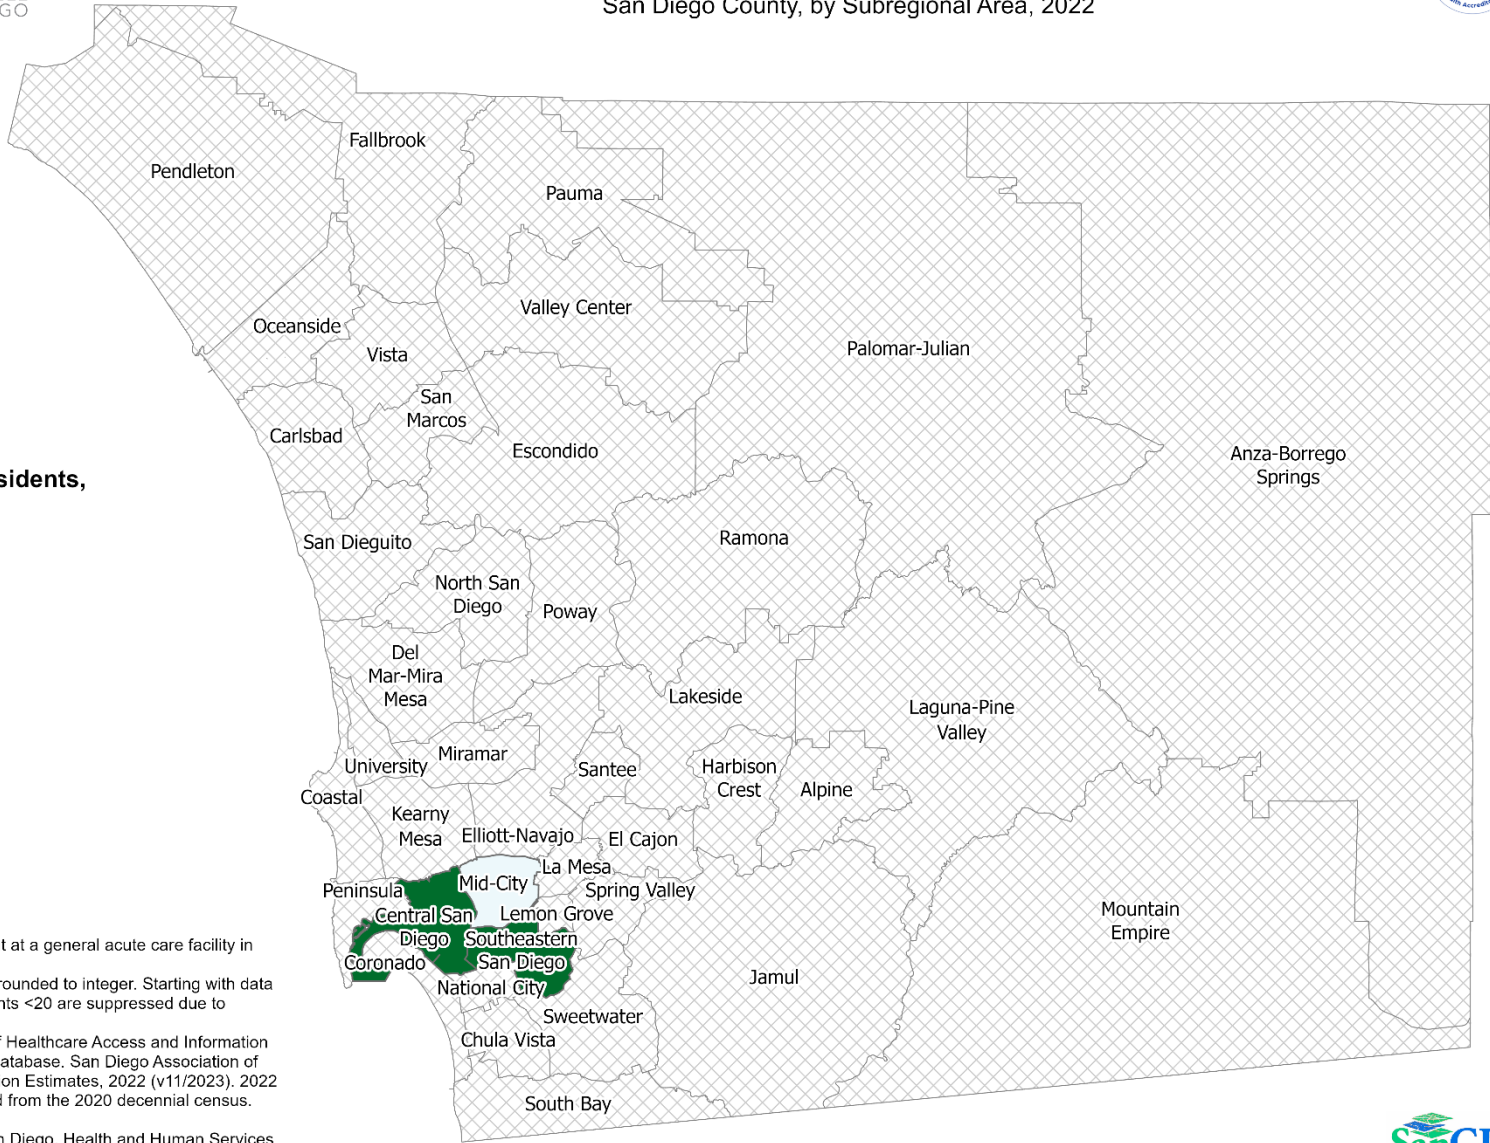 GO
San Diego County, by Subregional Area, 2022
Fallbrook
Pendleton
Pauma
Valley Center
Oceanside
Vista
Palomar-Julian
San
Marcos
Carlsbad
Escondido
Anza-Borrego
Springs
sidents,
San Dieguito
Ramona
North San
Diego
Poway
Del
Mar-Mira
Mesa
Lakeside
Laguna-Pine
Valley
Miramar
University
Santee
Harbison
Crest
Alpine
Coastal
Kearny
Mesa
Elliott-Navajo
El Cajon
La Mesa
Mid-City
Peninsula
Spring Valley
Central San
Diego
Lemon Grove
Mountain
Empire
Southeastern
San Diego
Coronado
Jamul
National City
Sweetwater
Chula Vista
South Bay
t at a general acute care facility in
ounded to integer. Starting with data
nts <20 are suppressed due to
f Healthcare Access and Information
atabase. San Diego Association of
on Estimates, 2022 (v11/2023). 2022
d from the 2020 decennial census.
n Diego, Health and Human Services